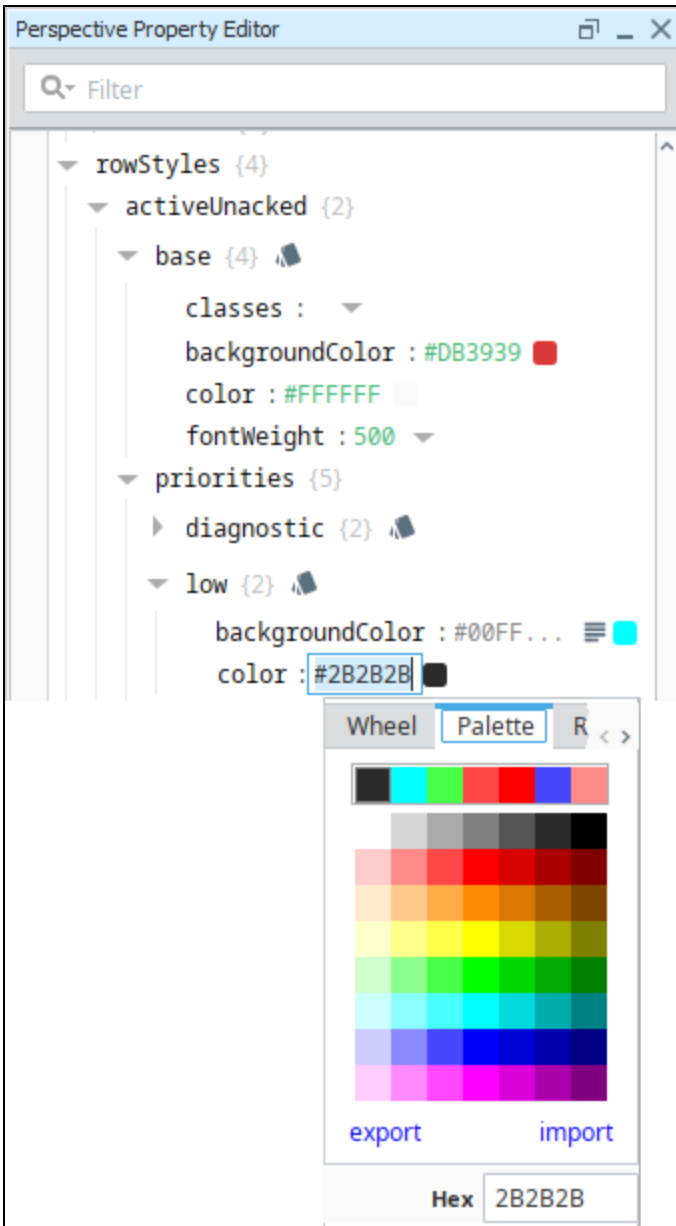 Perspective Property Editor
Filter
rowStyles {4}
activeUnacked {2}
base {4}
classes :
backgroundColor : #DB3939
color : #FFFFFF
fontWeight : 500
priorities {5}
diagnostic {2}
low {2}
backgroundColor : #00FF...
color : #2B2B2B
Wheel Palette R
export import
Hex 2B2B2B